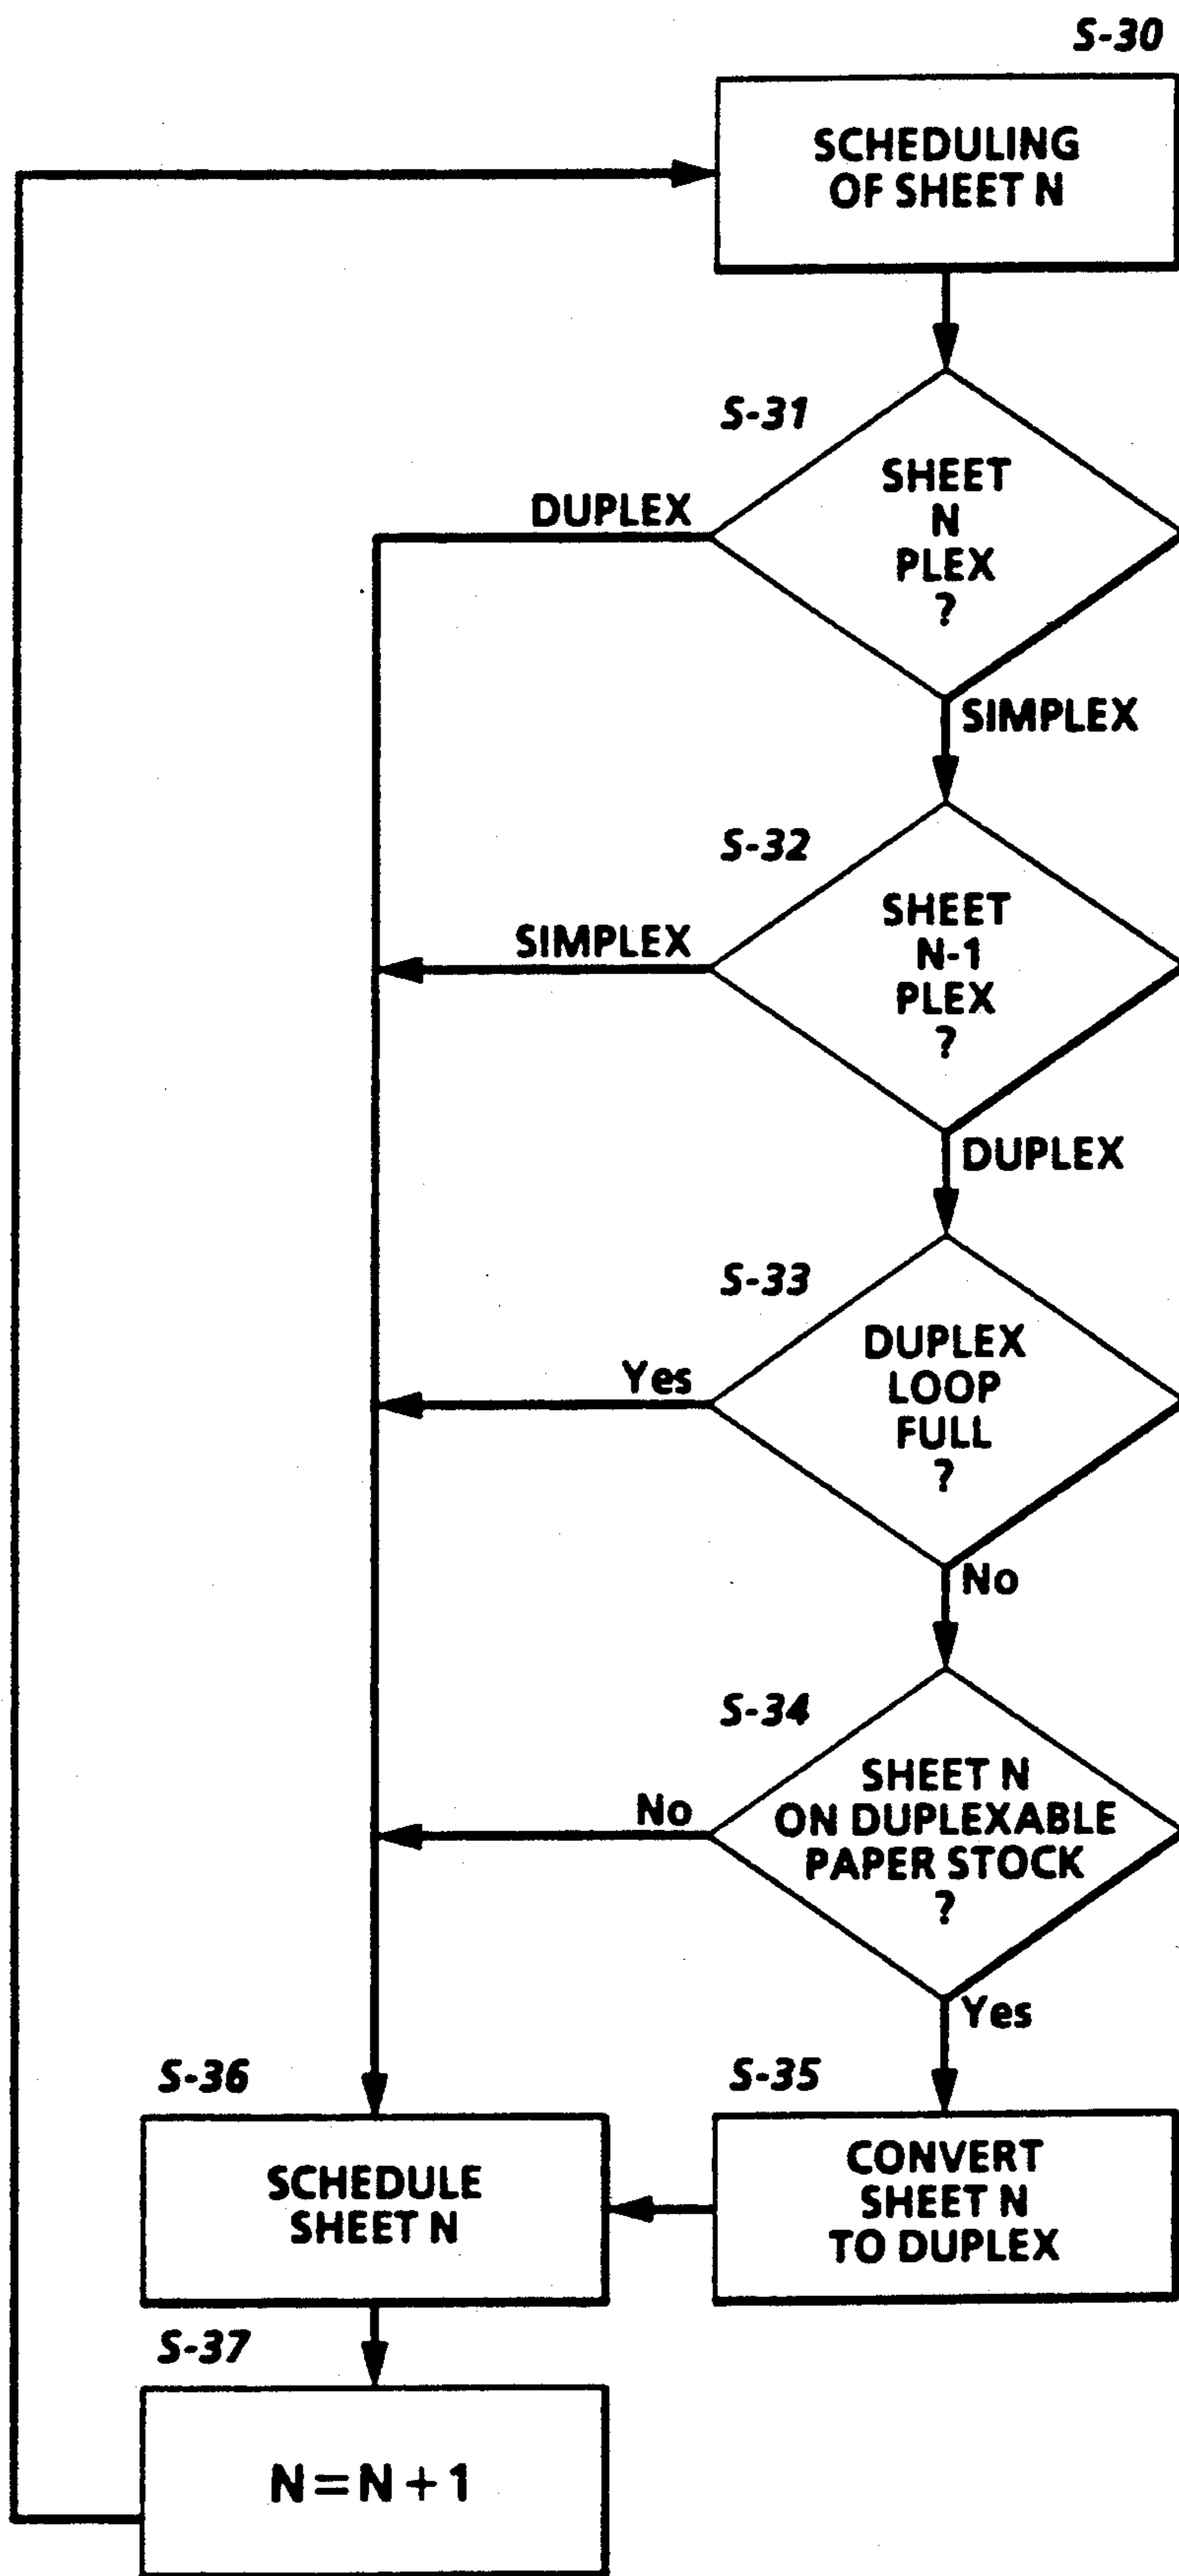 S-30
SCHEDULING
OF SHEET N
S-31
SHEET
N
PLEX
?
DUPLEX
SIMPLEX
S-32
SHEET
N-1
PLEX
?
SIMPLEX
DUPLEX
S-33
DUPLEX
LOOP
FULL
?
Yes
No
S-34
SHEET N
ON DUPLEXABLE
PAPER STOCK
?
No
Yes
S-35
CONVERT
SHEET N
TO DUPLEX
S-36
SCHEDULE
SHEET N
S-37
N=N+1